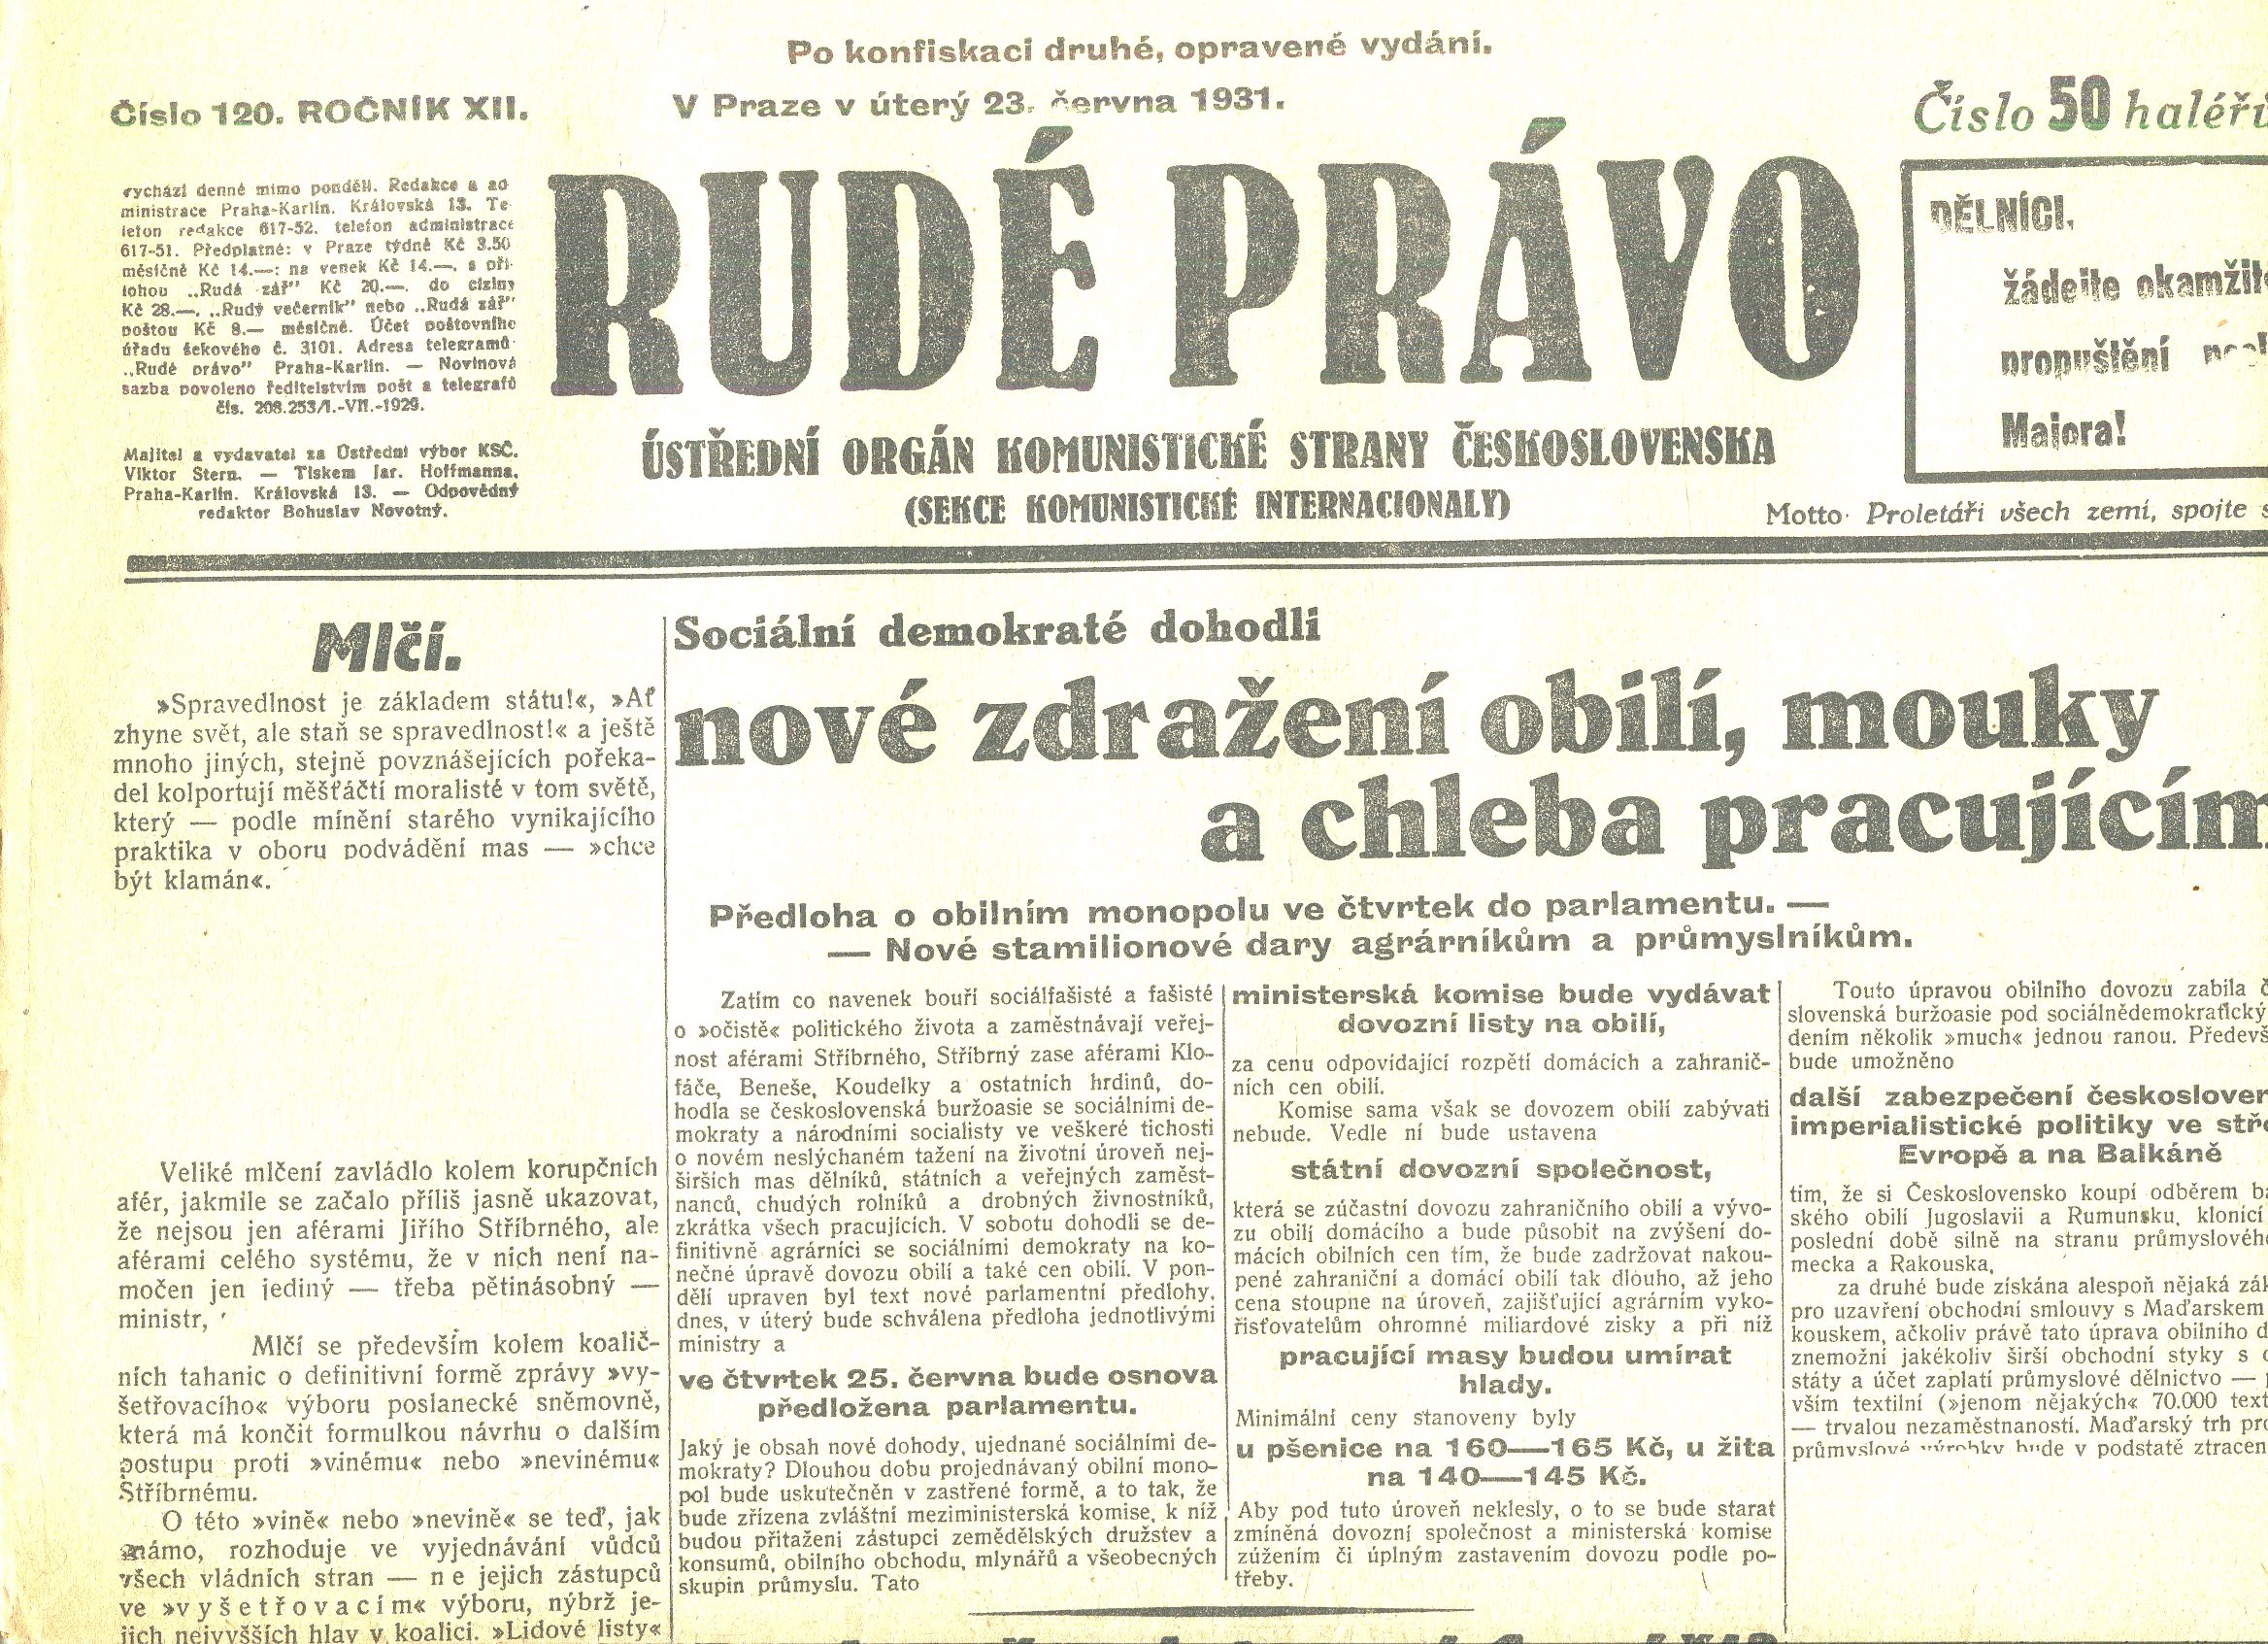 Po konfiskaci druhé, opravené vydání.
Číslo 120. ROČNÍK XII.
V Praze v úterý 23. června 1931.
Číslo 50 haléřů
vychází denně mimo pondělí. Redakce a ad-
ministrace Praha-Karlín. Královská 13. Te-
lefon redakce 617-52. telefon administrace
617-51. Předplatné: v Praze týdně Kč 3.50
měsíčně Kč 14.—: na venek Kč 14.—. s pří-
lohou „Rudá zář" Kč 20.—. do ciziny
Kč 28.—. „Rudý večerník" nebo „Rudá zář"
poštou Kč 8.— měsíčně. Účet poštovního
úřadu šekového č. 3101. Adresa telegramů:
„Rudé právo" Praha-Karlín. — Novinová
sazba povoleno ředitelstvím pošt a telegrafů
čís. 208.253/I.-VII.-1929.
Majitel a vydavatel za Ústřední výbor KSČ.
Viktor Stern. — Tiskem Jar. Hoffmanna,
Praha-Karlín. Královská 13. — Odpovědný
redaktor Bohuslav Novotný.
RUDÉ PRÁVO
ÚSTŘEDNÍ ORGÁN KOMUNISTICKÉ STRANY ČESKOSLOVENSKA
(SEKCE KOMUNISTICKÉ INTERNACIONALY)
DĚLNÍCI,
žádejte okamžité
propuštění
Majora!
Motto: Proletáři všech zemí, spojte s
Mlčí.
»Spravedlnost je základem státu!«, »Ať
zhyne svět, ale staň se spravedlnost!« a ještě
mnoho jiných, stejně povznášejících pořeka-
del kolportují měšťáčtí moralisté v tom světě,
který — podle mínění starého vynikajícího
praktika v oboru podvádění mas — »chce
být klamán«.
Veliké mlčení zavládlo kolem korupčních
afér, jakmile se začalo příliš jasně ukazovat,
že nejsou jen aférami Jiřího Stříbrného, ale
aférami celého systému, že v nich není na-
močen jen jediný — třeba pětinásobný —
ministr,
Mlčí se především kolem koalič-
ních tahanic o definitivní formě zprávy »vy-
šetřovacího« výboru poslanecké sněmovně,
která má končit formulkou návrhu o dalším
postupu proti »vinému« nebo »nevinému«
Stříbrnému.
O této »vině« nebo »nevině« se teď, jak
známo, rozhoduje ve vyjednávání vůdců
všech vládních stran — ne jejich zástupců
ve »vyšetřovacím« výboru, nýbrž je-
jich nejvyšších hlav v koalici. »Lidové listy«
Sociální demokraté dohodli
nové zdražení obilí, mouky
a chleba pracujícím
Předloha o obilním monopolu ve čtvrtek do parlamentu. —
— Nové stamilionové dary agrárníkům a průmyslníkům.
Zatím co navenek bouří sociálfašisté a fašisté
o »očistě« politického života a zaměstnávají veřej-
nost aférami Stříbrného, Stříbrný zase aférami Klo-
fáče, Beneše, Koudelky a ostatních hrdinů, do-
hodla se československá buržoasie se sociálními de-
mokraty a národními socialisty ve veškeré tichosti
o novém neslýchaném tažení na životní úroveň nej-
širších mas dělníků, státních a veřejných zaměst-
nanců, chudých rolníků a drobných živnostníků,
zkrátka všech pracujících. V sobotu dohodli se de-
finitivně agrárníci se sociálními demokraty na ko-
nečné úpravě dovozu obilí a také cen obilí. V pon-
dělí upraven byl text nové parlamentní předlohy,
dnes, v úterý bude schválena předloha jednotlivými
ministry a
ve čtvrtek 25. června bude osnova
předložena parlamentu.
Jaký je obsah nové dohody, ujednané sociálními de-
mokraty? Dlouhou dobu projednávaný obilní mono-
pol bude uskutečněn v zastřené formě, a to tak, že
bude zřízena zvláštní meziministerská komise, k níž
budou přitaženi zástupci zemědělských družstev a
konsumů, obilního obchodu, mlynářů a všeobecných
skupin průmyslu. Tato
ministerská komise bude vydávat
dovozní listy na obilí,
za cenu odpovídající rozpětí domácích a zahranič-
ních cen obilí.
Komise sama však se dovozem obilí zabývati
nebude. Vedle ní bude ustavena
státní dovozní společnost,
která se zúčastní dovozu zahraničního obilí a vývo-
zu obilí domácího a bude působit na zvýšení do-
mácích obilních cen tím, že bude zadržovat nakou-
pené zahraniční a domácí obilí tak dlouho, až jeho
cena stoupne na úroveň, zajišťující agrárním vyko-
řisťovatelům ohromné miliardové zisky a při níž
pracující masy budou umírat
hlady.
Minimální ceny stanoveny byly
u pšenice na 160—165 Kč, u žita
na 140—145 Kč.
Aby pod tuto úroveň neklesly, o to se bude starat
zmíněná dovozní společnost a ministerská komise
zúžením či úplným zastavením dovozu podle po-
třeby.
Touto úpravou obilního dovozu zabila č
slovenská buržoasie pod sociálnědemokratický
dením několik »much« jednou ranou. Předevš
bude umožněno
další zabezpečení českosloven
imperialistické politiky ve stře
Evropě a na Balkáně
tím, že si Československo koupí odběrem ba
ského obilí Jugoslavii a Rumunsku, klonící
poslední době silně na stranu průmyslového
mecka a Rakouska,
za druhé bude získána alespoň nějaká zák
pro uzavření obchodní smlouvy s Maďarskem
kouskem, ačkoliv právě tato úprava obilního d
znemožní jakékoliv širší obchodní styky s
státy a účet zaplatí průmyslové dělnictvo —
vším textilní (»jenom nějakých« 70.000 text
— trvalou nezaměstnaností. Maďarský trh pro
průmyslové výrobky bude v podstatě ztracen